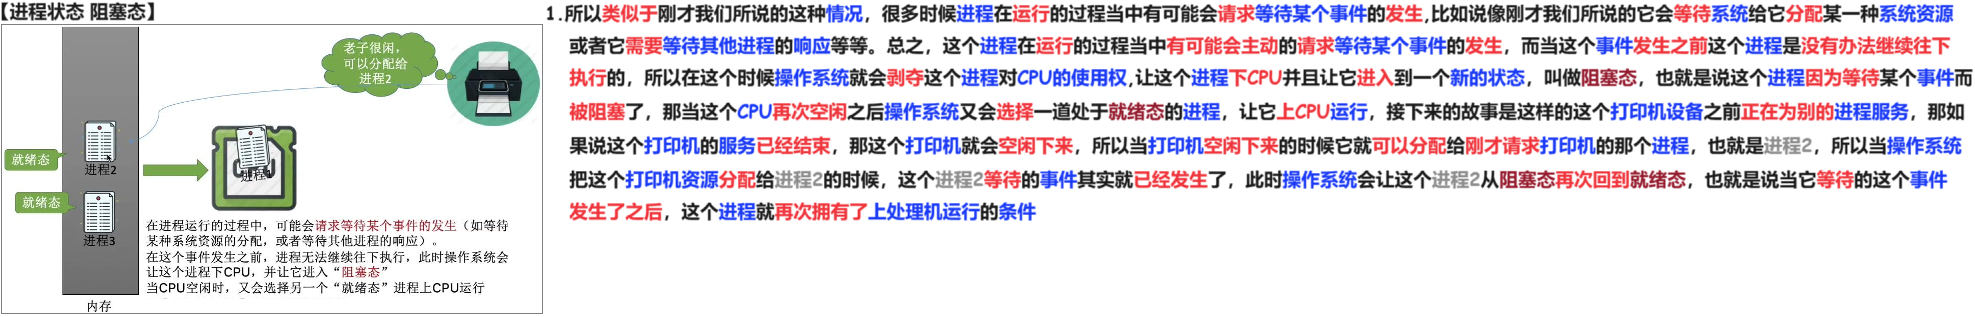 【进程状态 阻塞态】
老子很闲，
可以分配给
进程2
就绪态
进程2
就绪态
进程3
内存
在进程运行的过程中，可能会请求等待某个事件的发生（如等待
某种系统资源的分配，或者等待其他进程的响应）。
在这个事件发生之前，进程无法继续往下执行，此时操作系统会
让这个进程下CPU，并让它进入“阻塞态”
当CPU空闲时，又会选择另一个“就绪态”进程上CPU运行
1.所以类似于刚才我们所说的这种情况，很多时候进程在运行的过程当中有可能会请求等待某个事件的发生,比如说像刚才我们所说的它会等待系统给它分配某一种系统资源
或者它需要等待其他进程的响应等等。总之，这个进程在运行的过程当中有可能会主动的请求等待某个事件的发生，而当这个事件发生之前这个进程是没有办法继续往下
执行的，所以在这个时候操作系统就会剥夺这个进程对CPU的使用权,让这个进程下CPU并且让它进入到一个新的状态，叫做阻塞态，也就是说这个进程因为等待某个事件而
被阻塞了，那当这个CPU再次空闲之后操作系统又会选择一道处于就绪态的进程，让它上CPU运行，接下来的故事是这样的这个打印机设备之前正在为别的进程服务，那如
果说这个打印机的服务已经结束，那这个打印机就会空闲下来，所以当打印机空闲下来的时候它就可以分配给刚才请求打印机的那个进程，也就是进程2，所以当操作系统
把这个打印机资源分配给进程2的时候，这个进程2等待的事件其实就已经发生了，此时操作系统会让这个进程2从阻塞态再次回到就绪态，也就是说当它等待的这个事件
发生了之后，这个进程就再次拥有了上处理机运行的条件